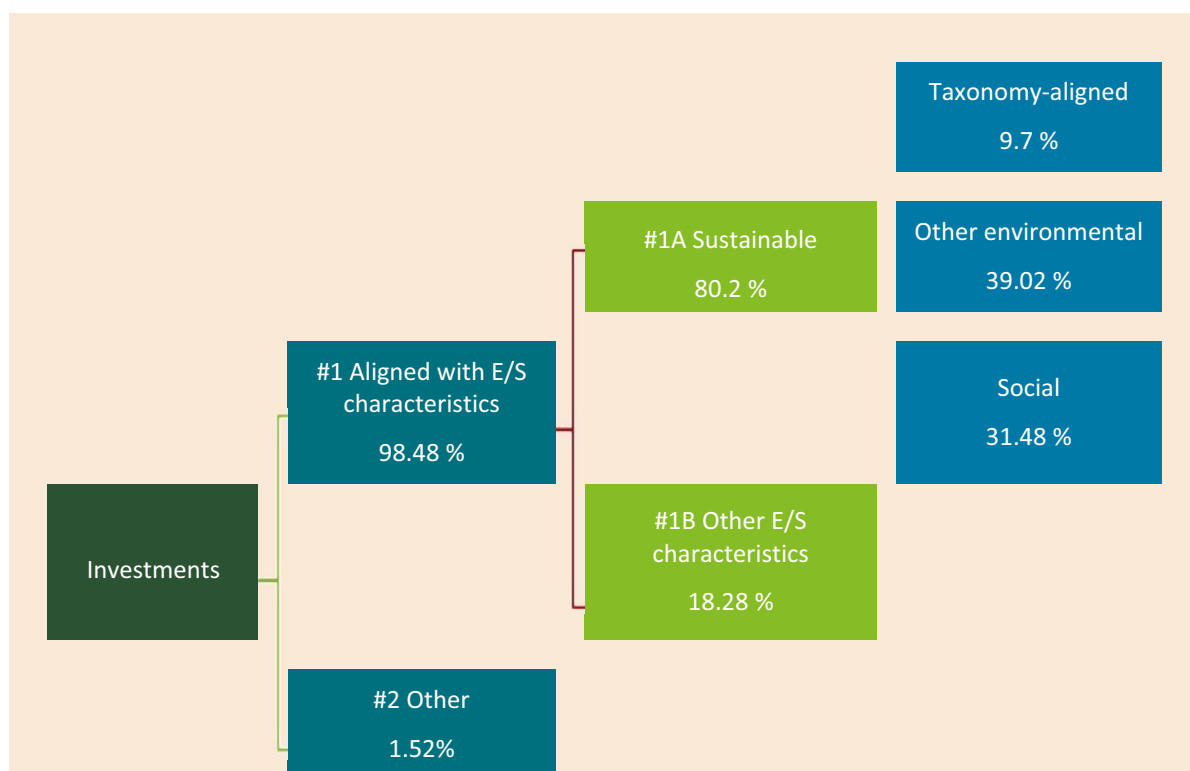 Taxonomy-aligned
9.7 %
#1A Sustainable
80.2 %
Other environmental
39.02 %
#1 Aligned with E/S
characteristics
98.48 %
Social
31.48 %
Investments
#1B Other E/S
characteristics
18.28 %
#2 Other
1.52%